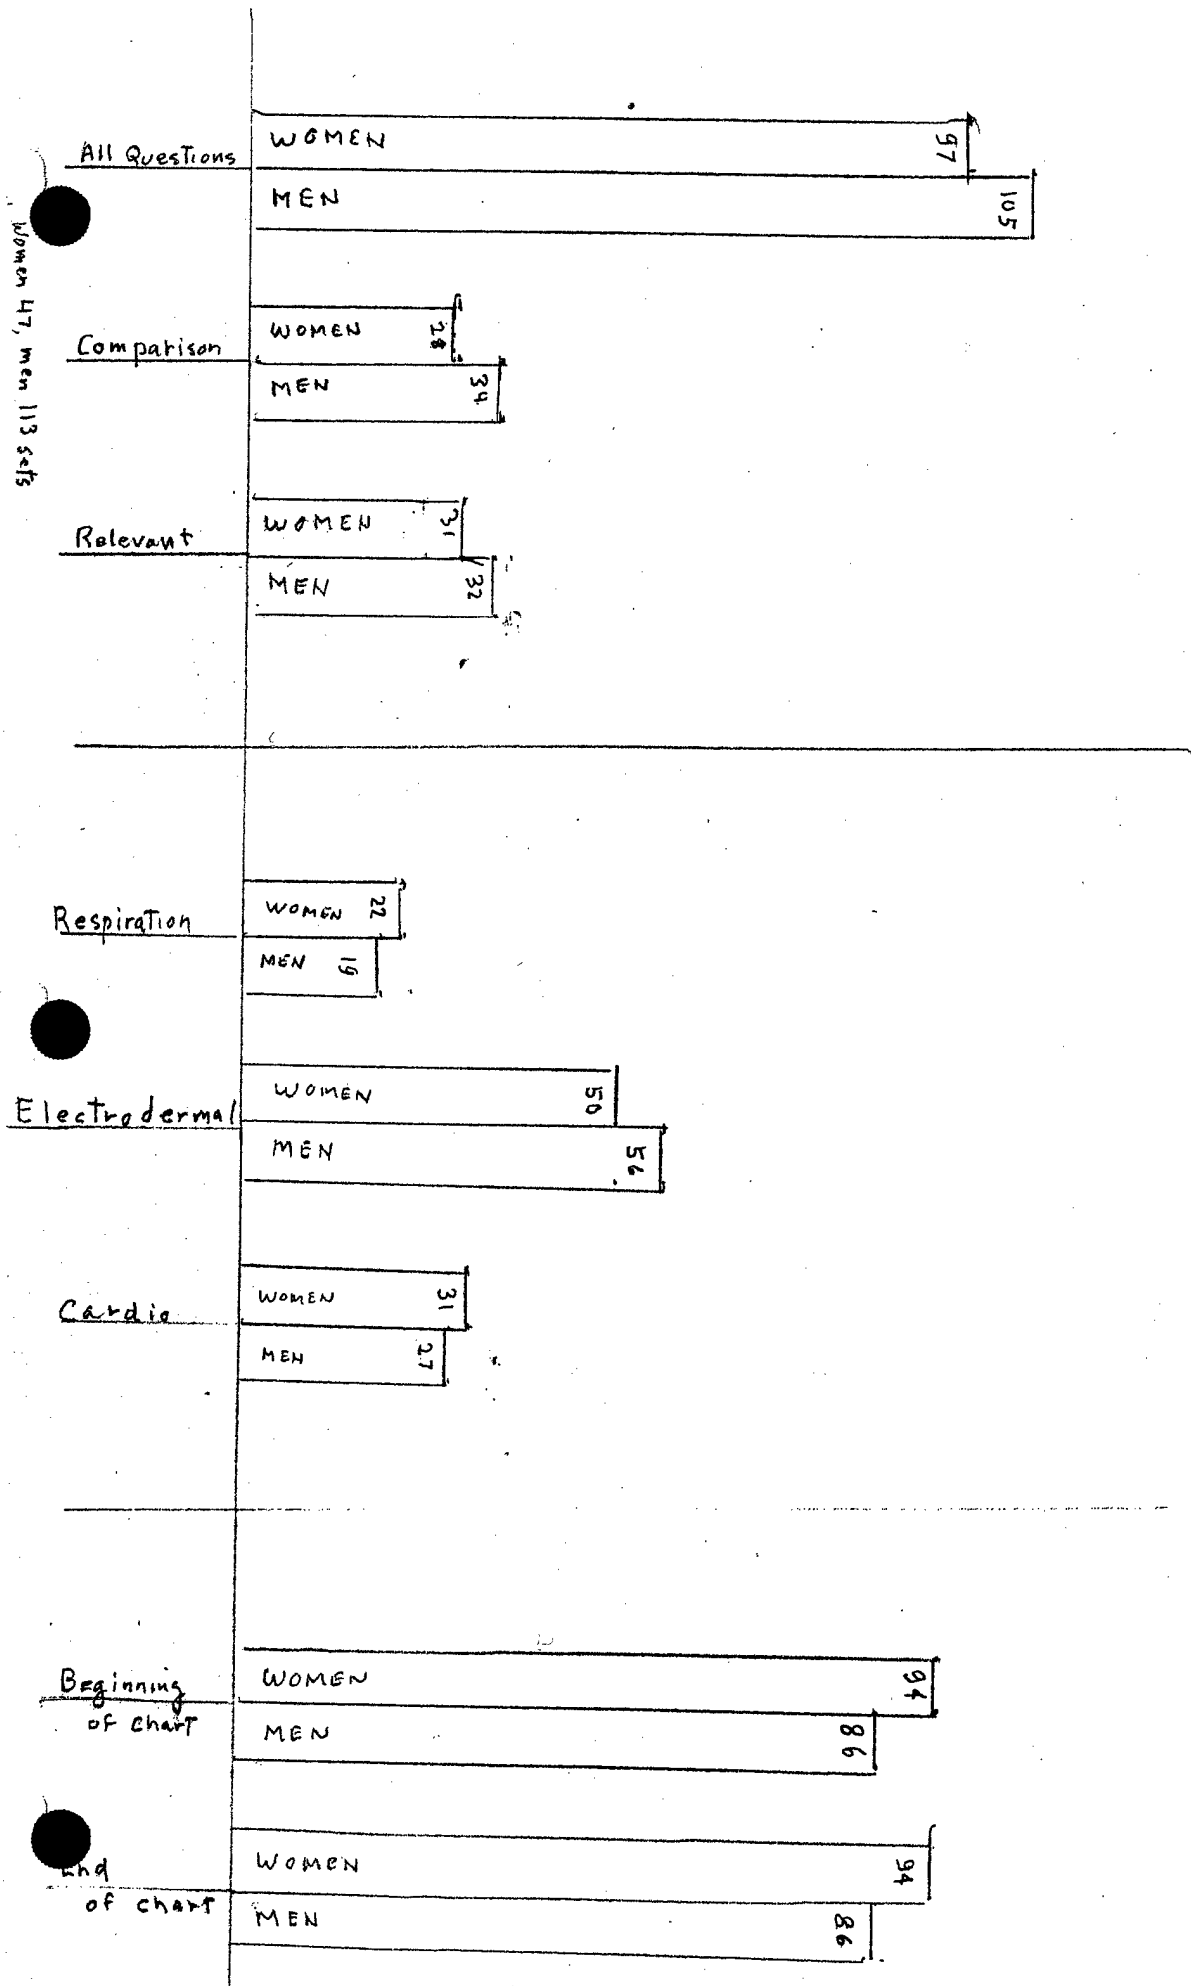 All Questions
WOMEN 97
MEN 105
Women 47, men 113 sets
Comparison
WOMEN 28
MEN 34
Relevant
WOMEN 31
MEN 32
Respiration
WOMEN 22
MEN 19
Electrodermal
WOMEN 50
MEN 56
Cardio
WOMEN 31
MEN 27
Beginning
of chart
WOMEN 94
MEN 86
End
of chart
WOMEN 94
MEN 86